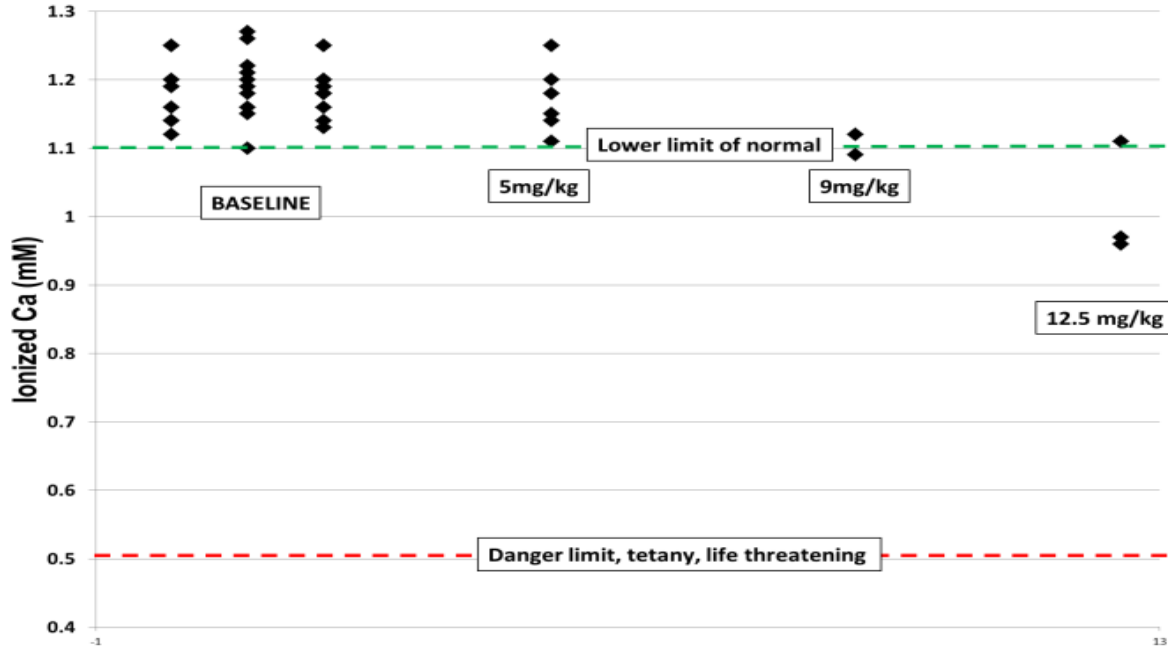 1.3
1.2
1.1
1
0.9
0.8
0.7
0.6
0.5
0.4
Ionized Ca (mM)
Lower limit of normal
BASELINE
5mg/kg
9mg/kg
12.5 mg/kg
Danger limit, tetany, life threatening
-1
13